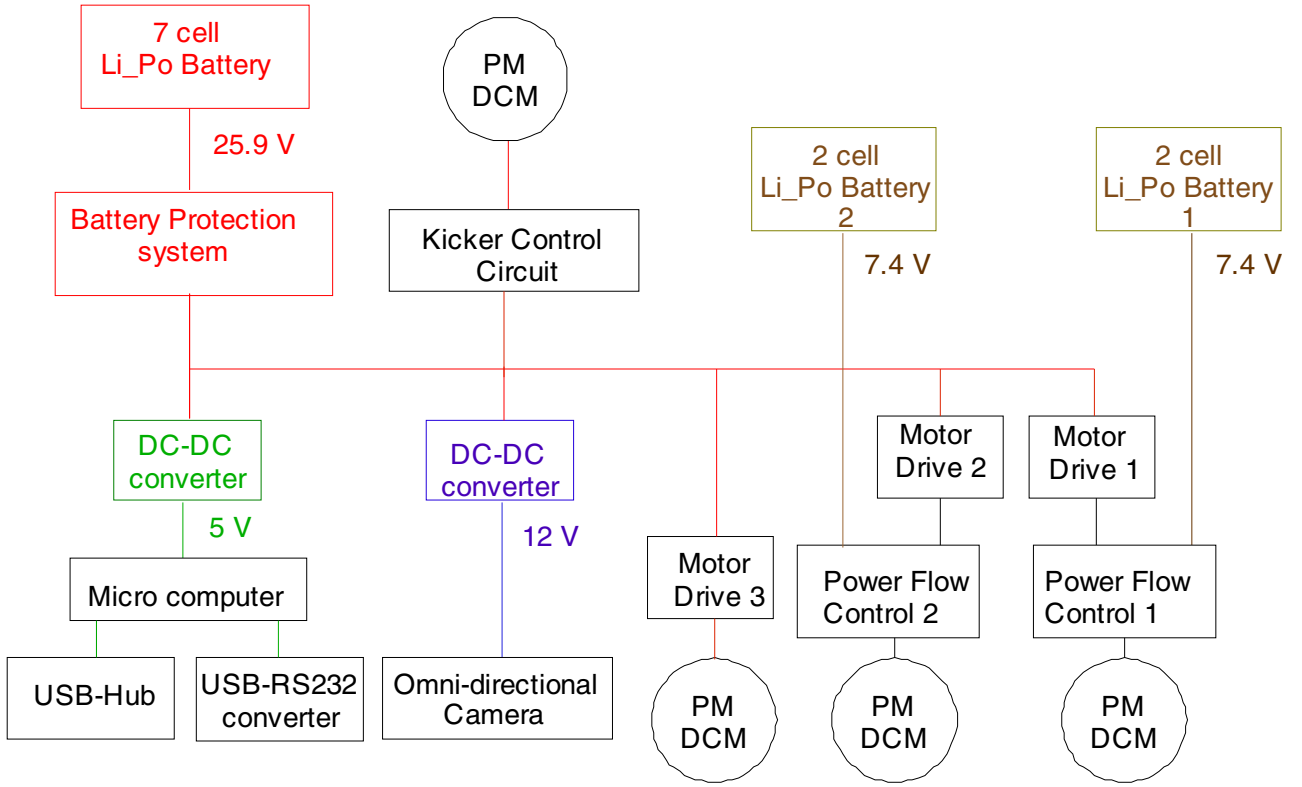 7 cell
Li_Po Battery
25.9 V
Battery Protection
system
PM
DCM
Kicker Control
Circuit
2 cell
Li_Po Battery
2
7.4 V
2 cell
Li_Po Battery
1
7.4 V
DC-DC
converter
5 V
DC-DC
converter
12 V
Motor
Drive 2
Motor
Drive 1
Micro computer
Motor
Drive 3
Power Flow
Control 2
Power Flow
Control 1
USB-Hub
USB-RS232
converter
Omni-directional
Camera
PM
DCM
PM
DCM
PM
DCM